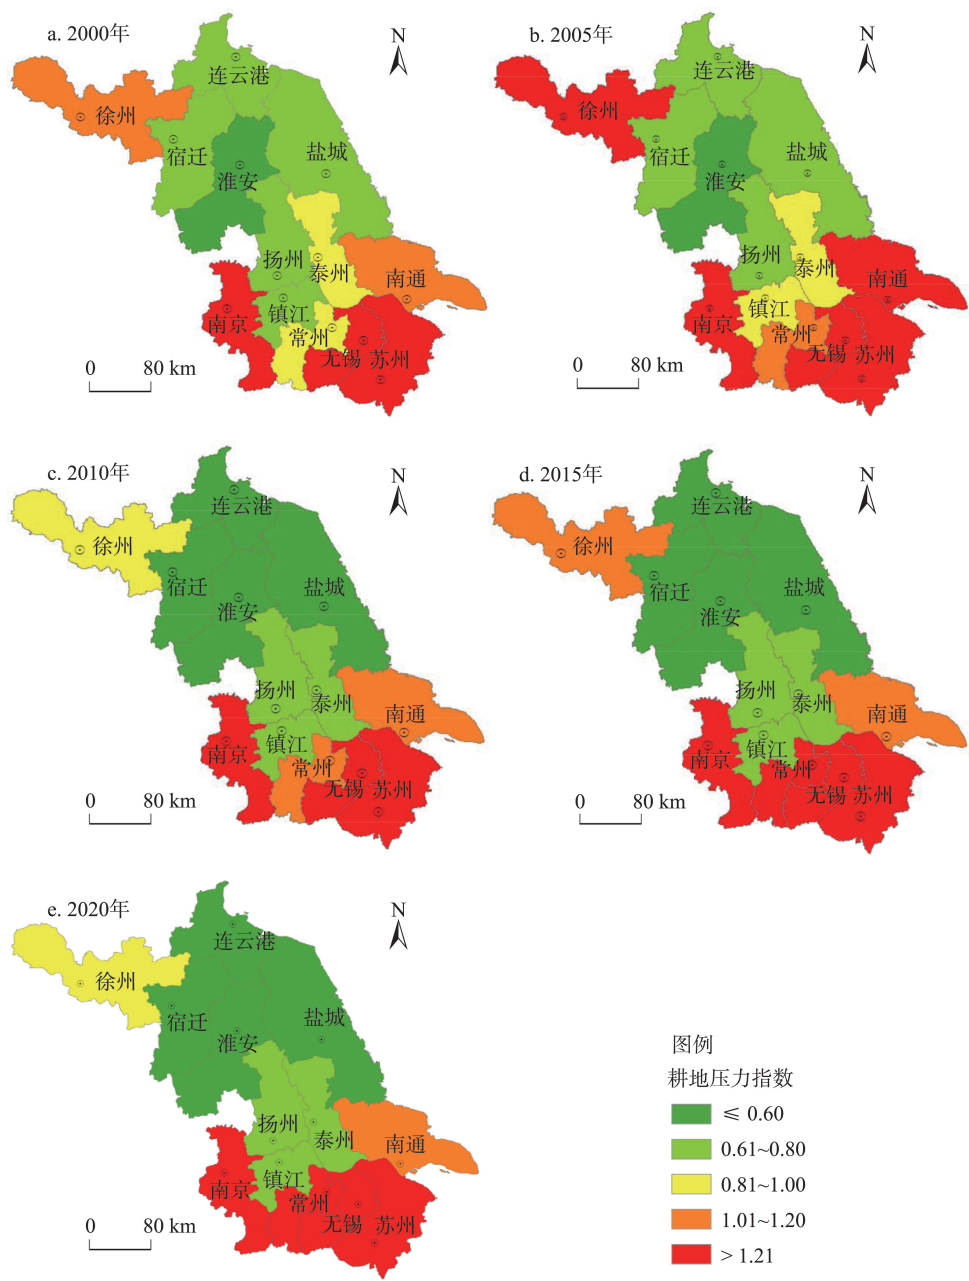 a. 2000年
N
连云港
徐州
宿迁
盐城
淮安
扬州
泰州
南通
镇江
南京
常州
无锡 苏州
0 80 km
b. 2005年
N
连云港
徐州
宿迁
盐城
淮安
扬州
泰州
南通
镇江
南京
常州
无锡 苏州
0 80 km
c. 2010年
N
连云港
徐州
宿迁
盐城
淮安
扬州
泰州
南通
镇江
南京
常州
无锡 苏州
0 80 km
d. 2015年
N
连云港
徐州
宿迁
盐城
淮安
扬州
泰州
南通
镇江
南京
常州
无锡 苏州
0 80 km
e. 2020年
N
连云港
徐州
宿迁
盐城
淮安
扬州
泰州
南通
镇江
南京
常州
无锡 苏州
0 80 km
图例
耕地压力指数
≤ 0.60
0.61~0.80
0.81~1.00
1.01~1.20
> 1.21